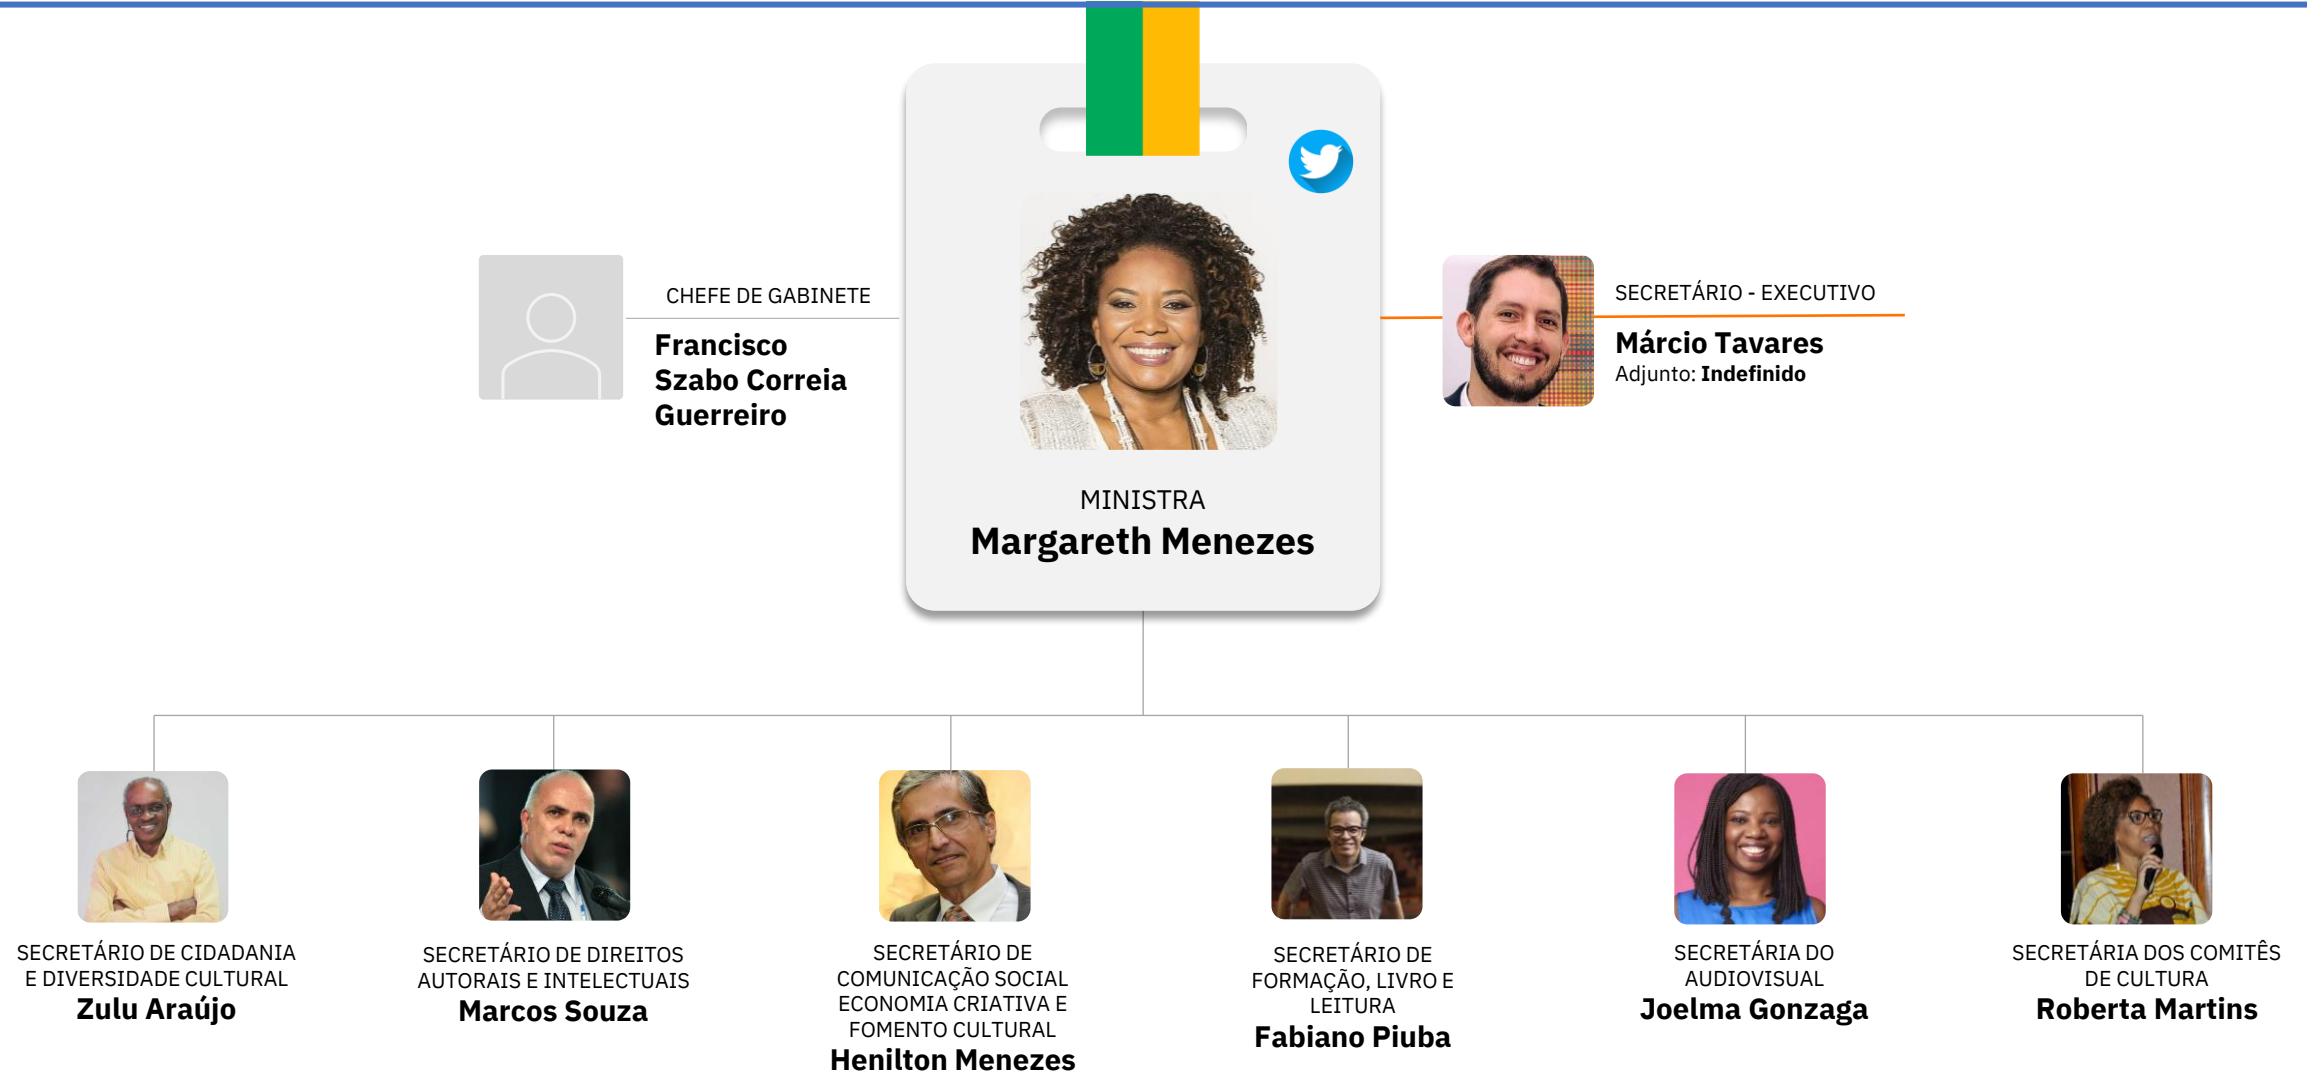 CHEFE DE GABINETE
Francisco
Szabo Correia
Guerreiro
MINISTRA
Margareth Menezes
SECRETÁRIO - EXECUTIVO
Márcio Tavares
Adjunto: Indefinido
SECRETÁRIO DE CIDADANIA
E DIVERSIDADE CULTURAL
Zulu Araújo
SECRETÁRIO DE DIREITOS
AUTORAIS E INTELECTUAIS
Marcos Souza
SECRETÁRIO DE
COMUNICAÇÃO SOCIAL
ECONOMIA CRIATIVA E
FOMENTO CULTURAL
Henilton Menezes
SECRETÁRIO DE
FORMAÇÃO, LIVRO E
LEITURA
Fabiano Piuba
SECRETÁRIA DO
AUDIOVISUAL
Joelma Gonzaga
SECRETÁRIA DOS COMITÊS
DE CULTURA
Roberta Martins